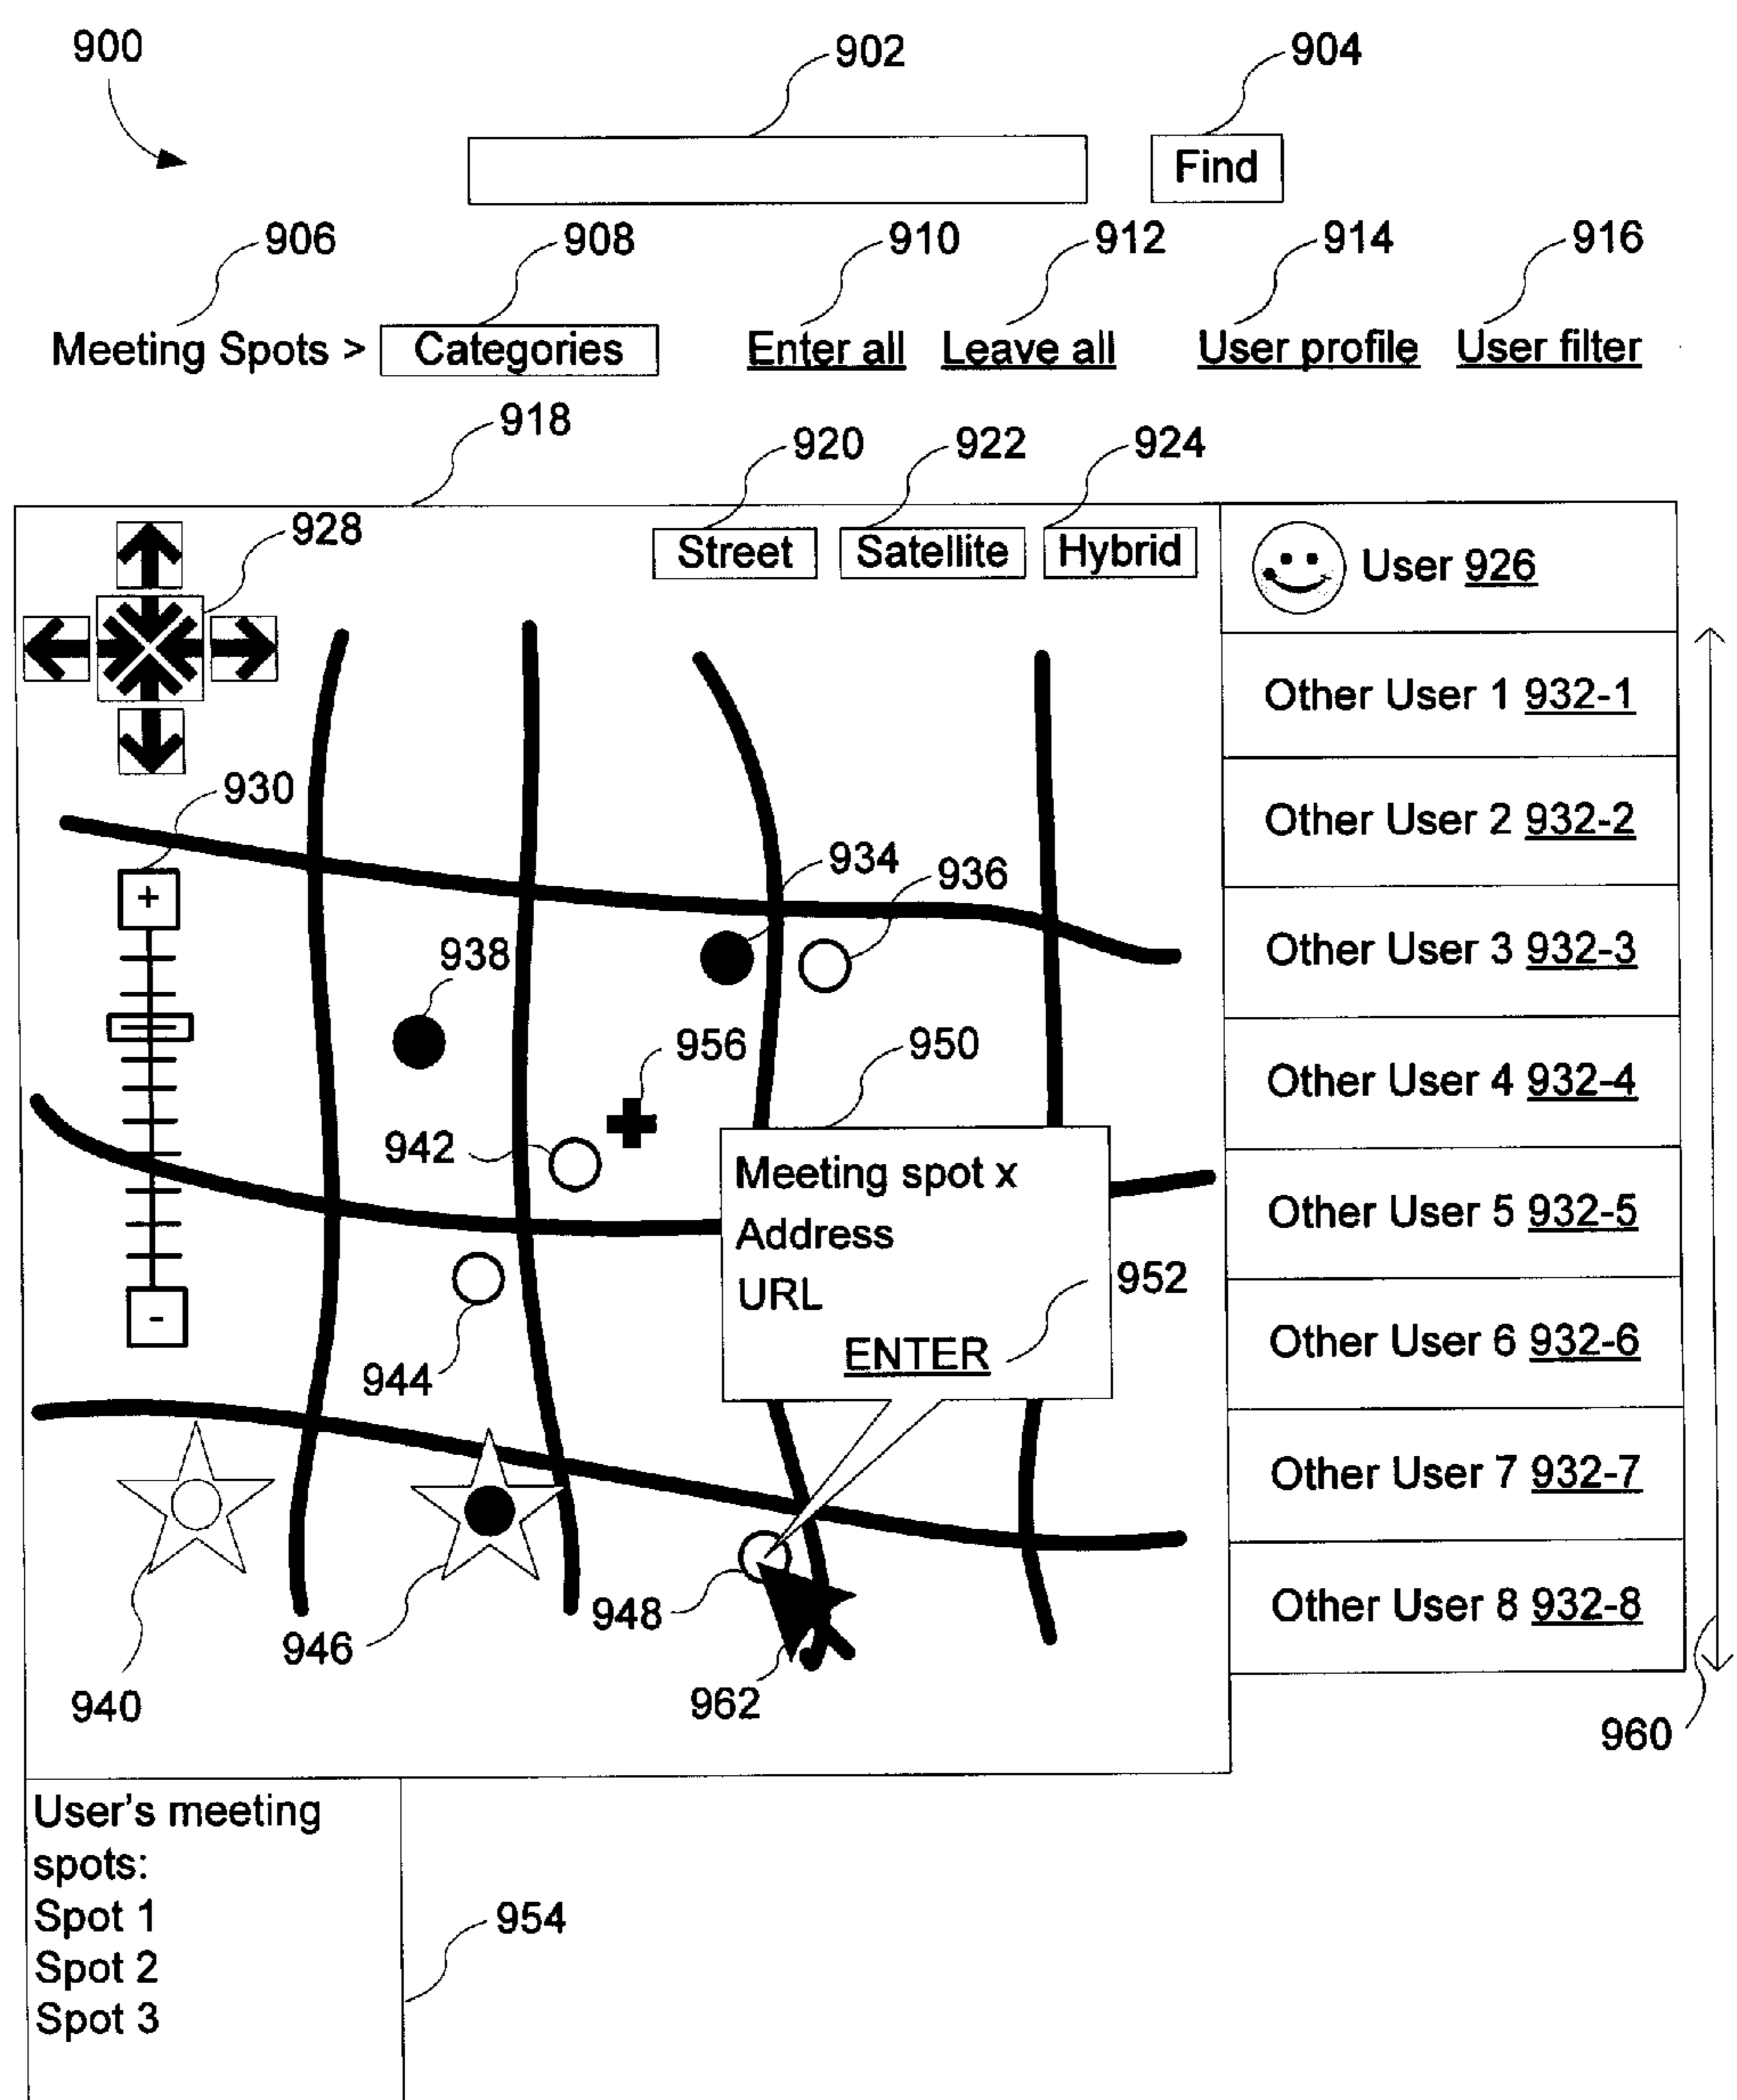 900
902
904
Find
906
908
910
912
914
916
Meeting Spots > Categories Enter all Leave all User profile User filter
918
920
922
924
928
Street Satellite Hybrid
User 926
Other User 1 932-1
930
Other User 2 932-2
934
936
+
938
Other User 3 932-3
956
950
Other User 4 932-4
942
Meeting spot x
Address
URL
Other User 5 932-5
952
-
ENTER
944
Other User 6 932-6
Other User 7 932-7
948
946
Other User 8 932-8
940
962
960
User's meeting
spots:
Spot 1
954
Spot 2
Spot 3